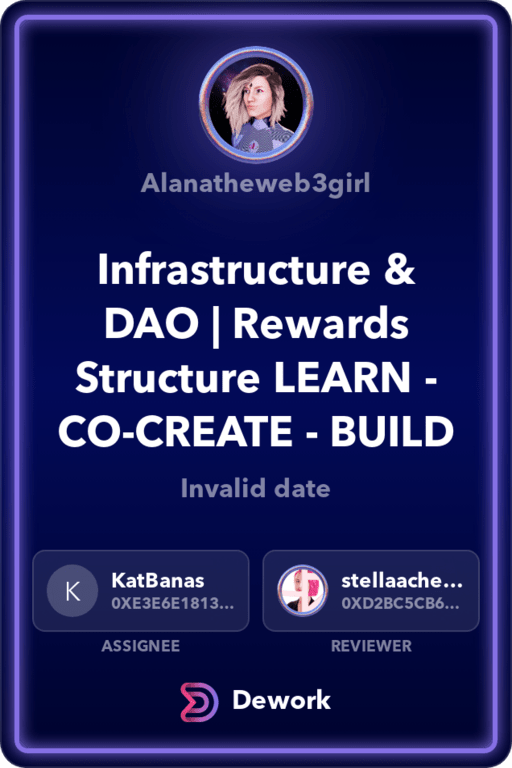 Alanatheweb3girl
Infrastructure &
DAO | Rewards
Structure LEARN -
CO-CREATE - BUILD
Invalid date
K
KatBanas
0XE3E6E1813...
ASSIGNEE
stellaache...
0XD2BC5CB6...
REVIEWER
Dework